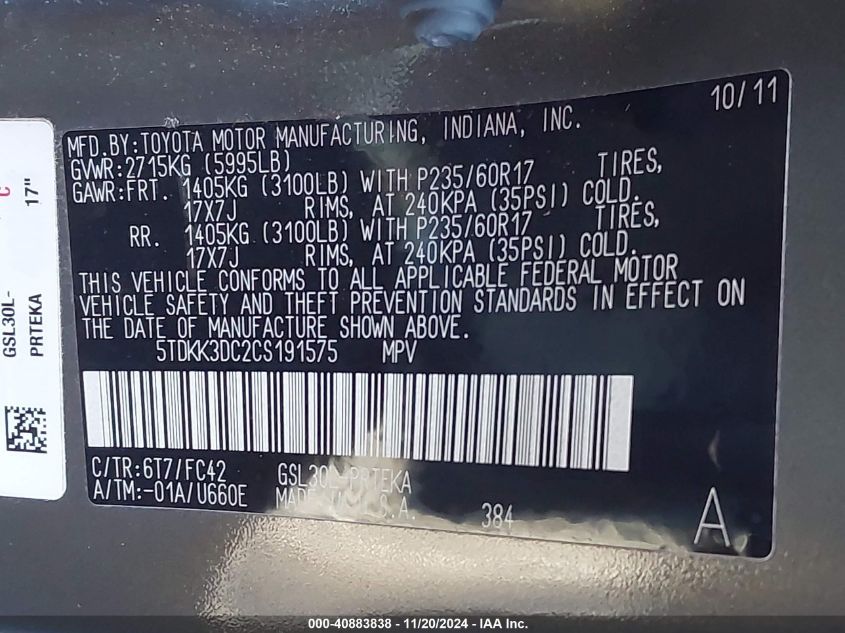 10/11
MFD.BY:TOYOTA MOTOR MANUFACTURING, INDIANA, INC.
GVWR:2715KG (5995LB)
GAWR:FRT. 1405KG (3100LB) WITH P235/60R17 TIRES,
17X7J RIMS, AT 240KPA (35PSI) COLD.
RR. 1405KG (3100LB) WITH P235/60R17 TIRES,
17X7J RIMS, AT 240KPA (35PSI) COLD.
THIS VEHICLE CONFORMS TO ALL APPLICABLE FEDERAL MOTOR
VEHICLE SAFETY AND THEFT PREVENTION STANDARDS IN EFFECT ON
THE DATE OF MANUFACTURE SHOWN ABOVE.
5TDKK3DC2CS191575 MPV
C/TR:6T7/FC42 GSL30L-PRTEKA
A/TM:-01A/U660E MADE IN U.S.A. 384 A
C
17"
GSL30L-
PRTEKA
000-40883838 - 11/20/2024 - IAA Inc.